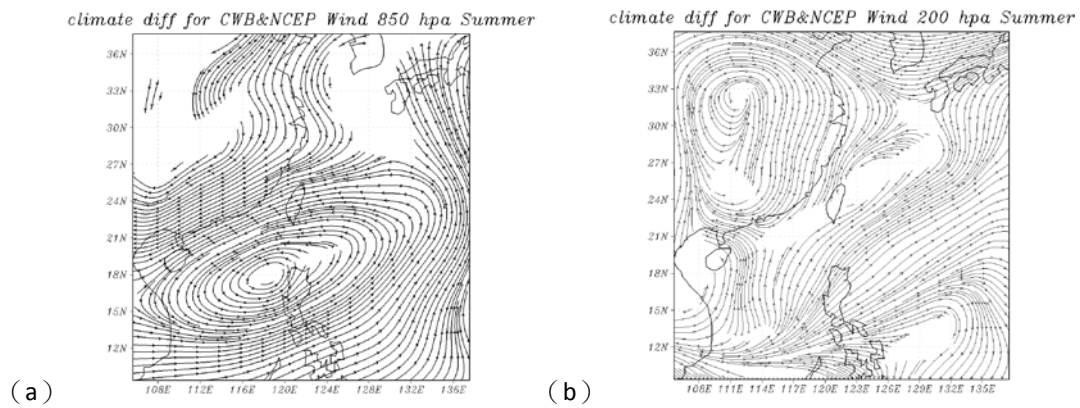 climate diff for CWB&NCEP Wind 850 hpa Summer
36N
33N
30N
27N
24N
21N
18N
15N
12N
108E 112E 116E 120E 124E 128E 132E 136E
(a)
climate diff for CWB&NCEP Wind 200 hpa Summer
36N
33N
30N
27N
24N
21N
18N
15N
12N
108E 111E 114E 117E 120E 123E 126E 129E 132E 135E
(b)